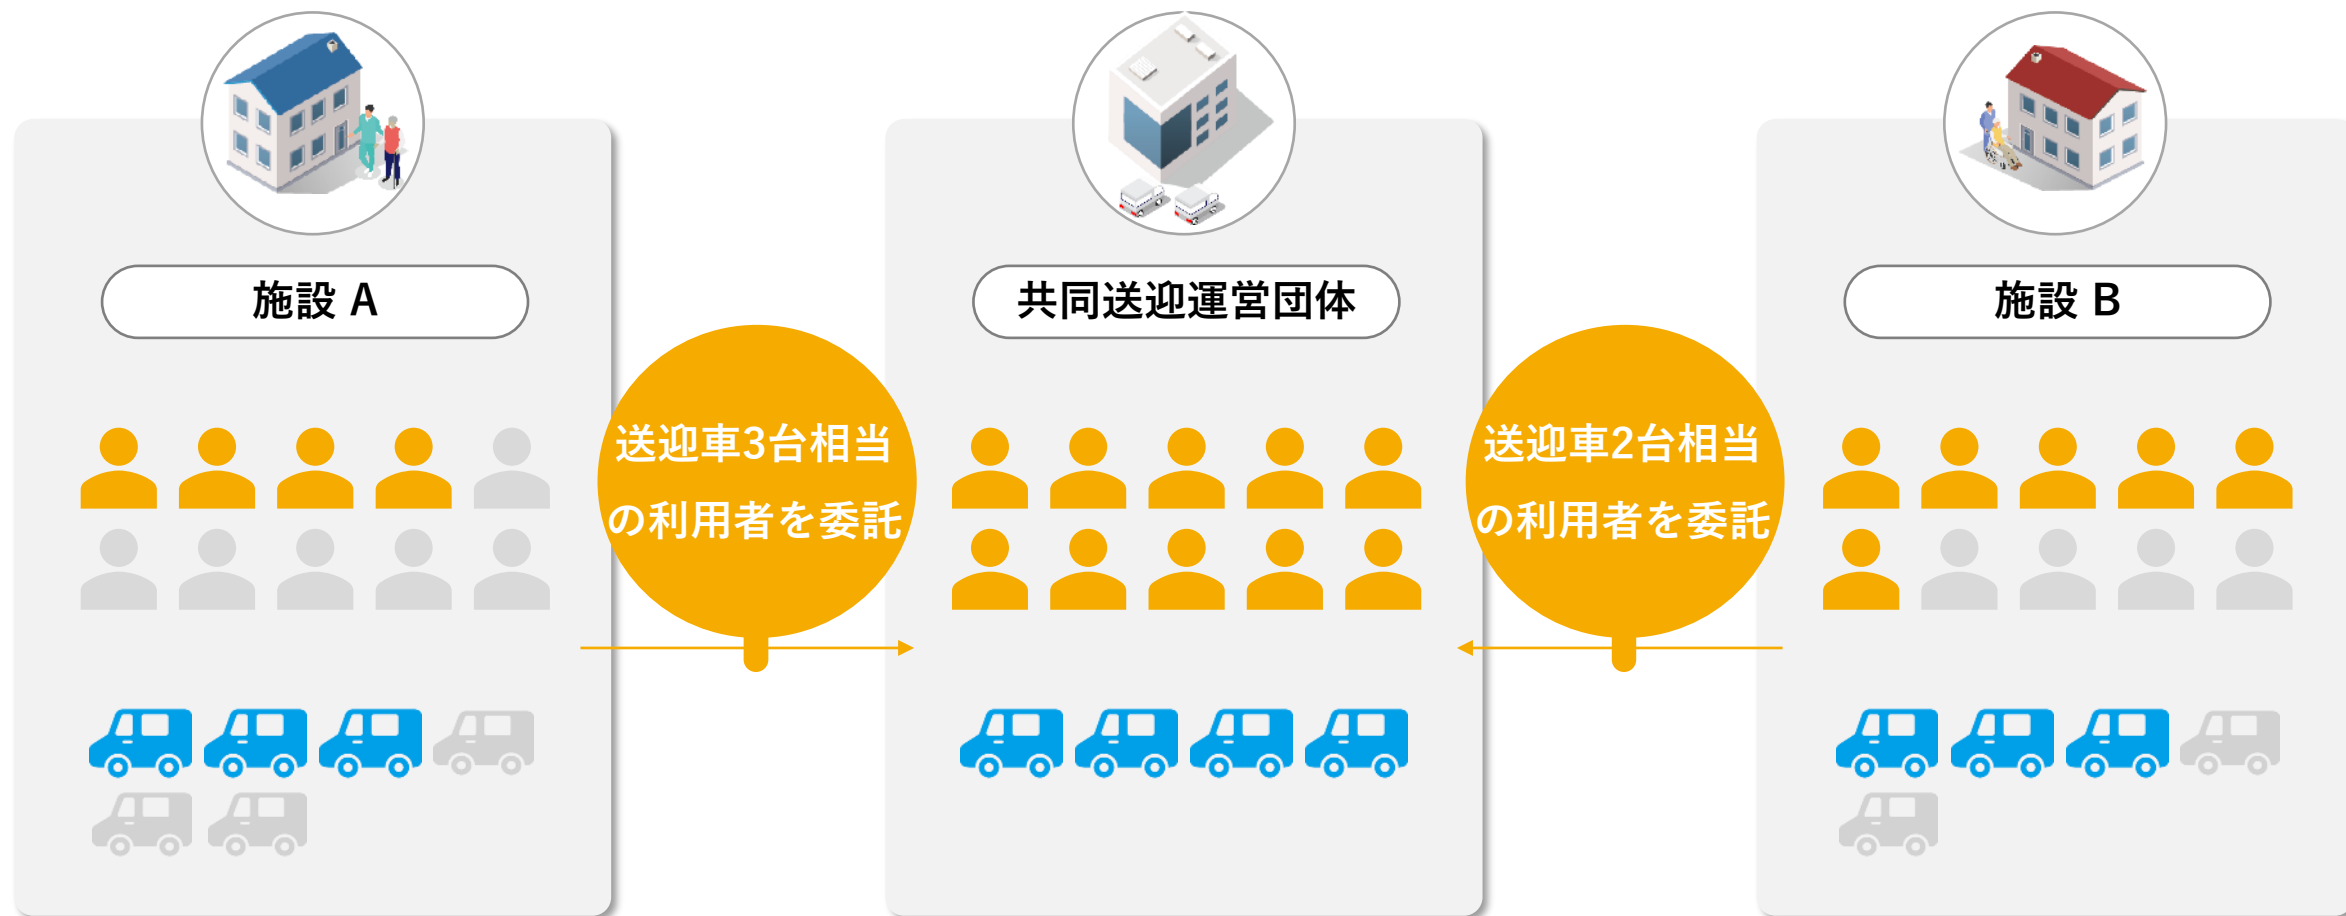 施設 A
共同送迎運営団体
施設 B
送迎車3台相当
の利用者を委託
送迎車2台相当
の利用者を委託